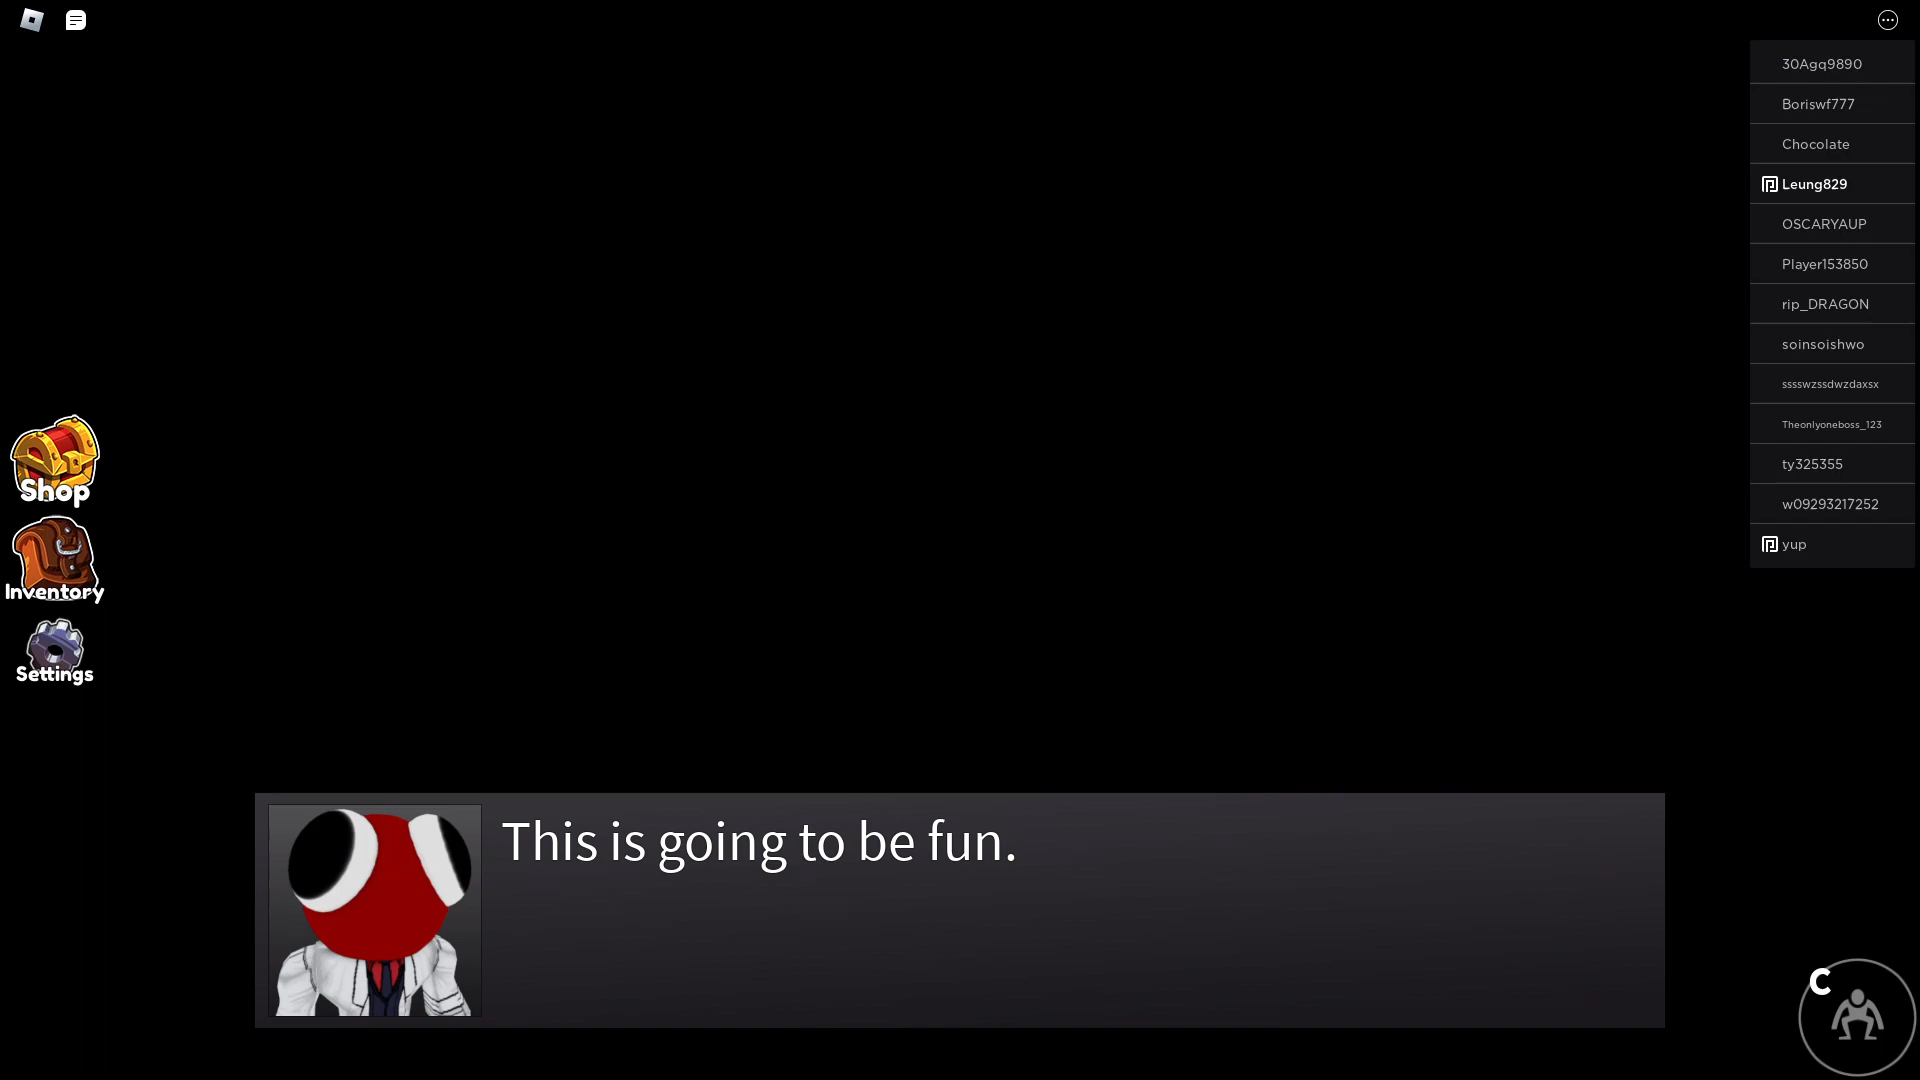 30Agq9890
Boriswf777
Chocolate
Leung829
OSCARYAUP
Player153850
rip_DRAGON
soinsoishwo
sssswzssdwzdaxsx
Theonlyoneboss_123
ty325355
w09293217252
yup
Shop
Inventory
Settings
This is going to be fun.
C